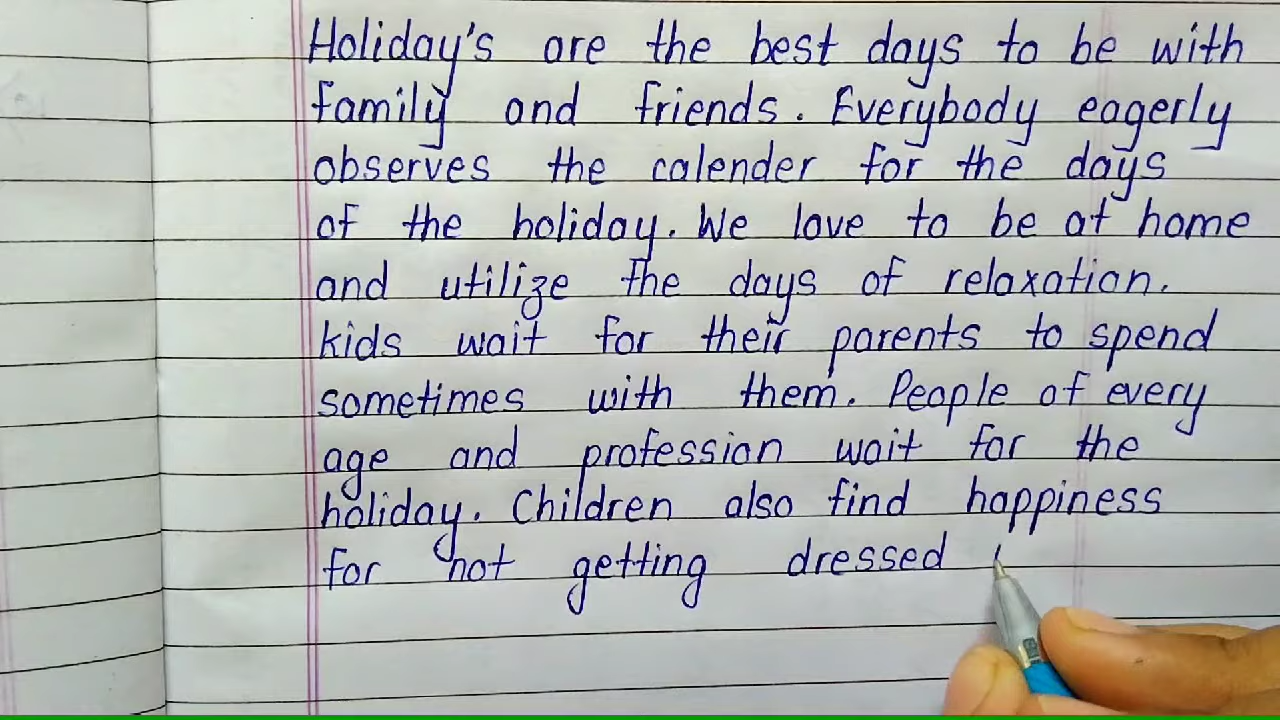 Holiday's are the best days to be with
family and friends. Everybody eagerly
observes the calender for the days
of the holiday. We love to be at home
and utilize the days of relaxation.
kids wait for their parents to spend
sometimes with them. People of every
age and profession wait for the
holiday. Children also find happiness
for not getting dressed